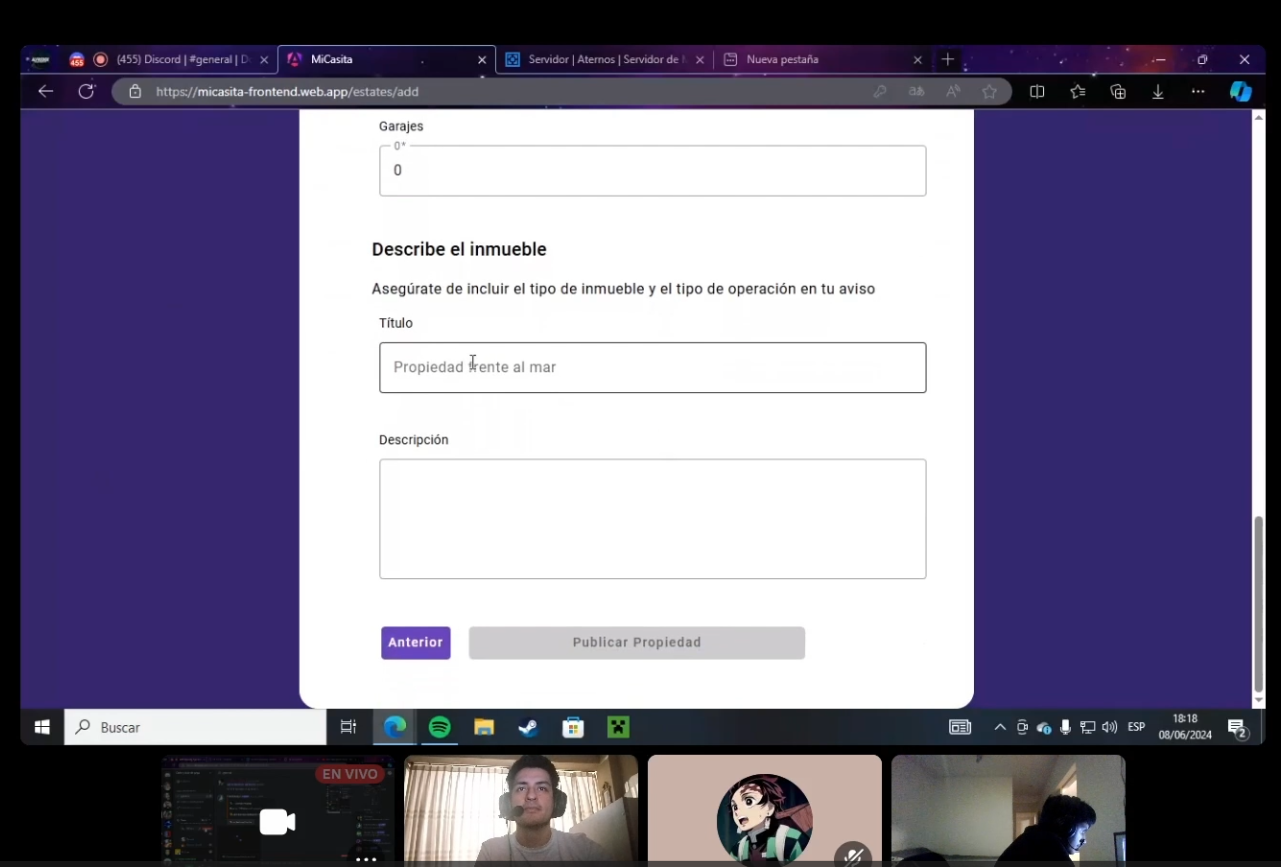 455
(455) Discord | #general | D
MiCasita
Servidor | Aternos | Servidor de
Nueva pestaña
https://micasita-frontend.web.app/estates/add
Garajes
0*
0
Describe el inmueble
Asegúrate de incluir el tipo de inmueble y el tipo de operación en tu aviso
Título
Propiedad frente al mar
Descripción
Anterior
Publicar Propiedad
Buscar
ESP
18:18
08/06/2024
2
EN VIVO